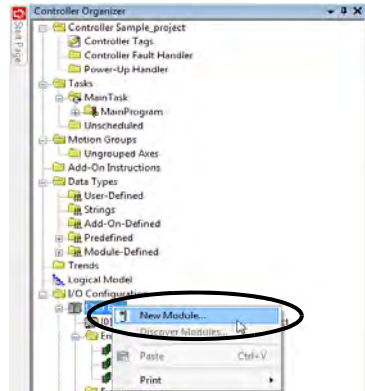 Controller Organizer
Start Page
Controller Sample_project
Controller Tags
Controller Fault Handler
Power-Up Handler
Tasks
MainTask
MainProgram
Unscheduled
Motion Groups
Ungrouped Axes
Add-On Instructions
Data Types
User-Defined
Strings
Add-On-Defined
Predefined
Module-Defined
Trends
Logical Model
I/O Configuration
New Module...
Discover Modules...
Paste Ctrl+V
Print